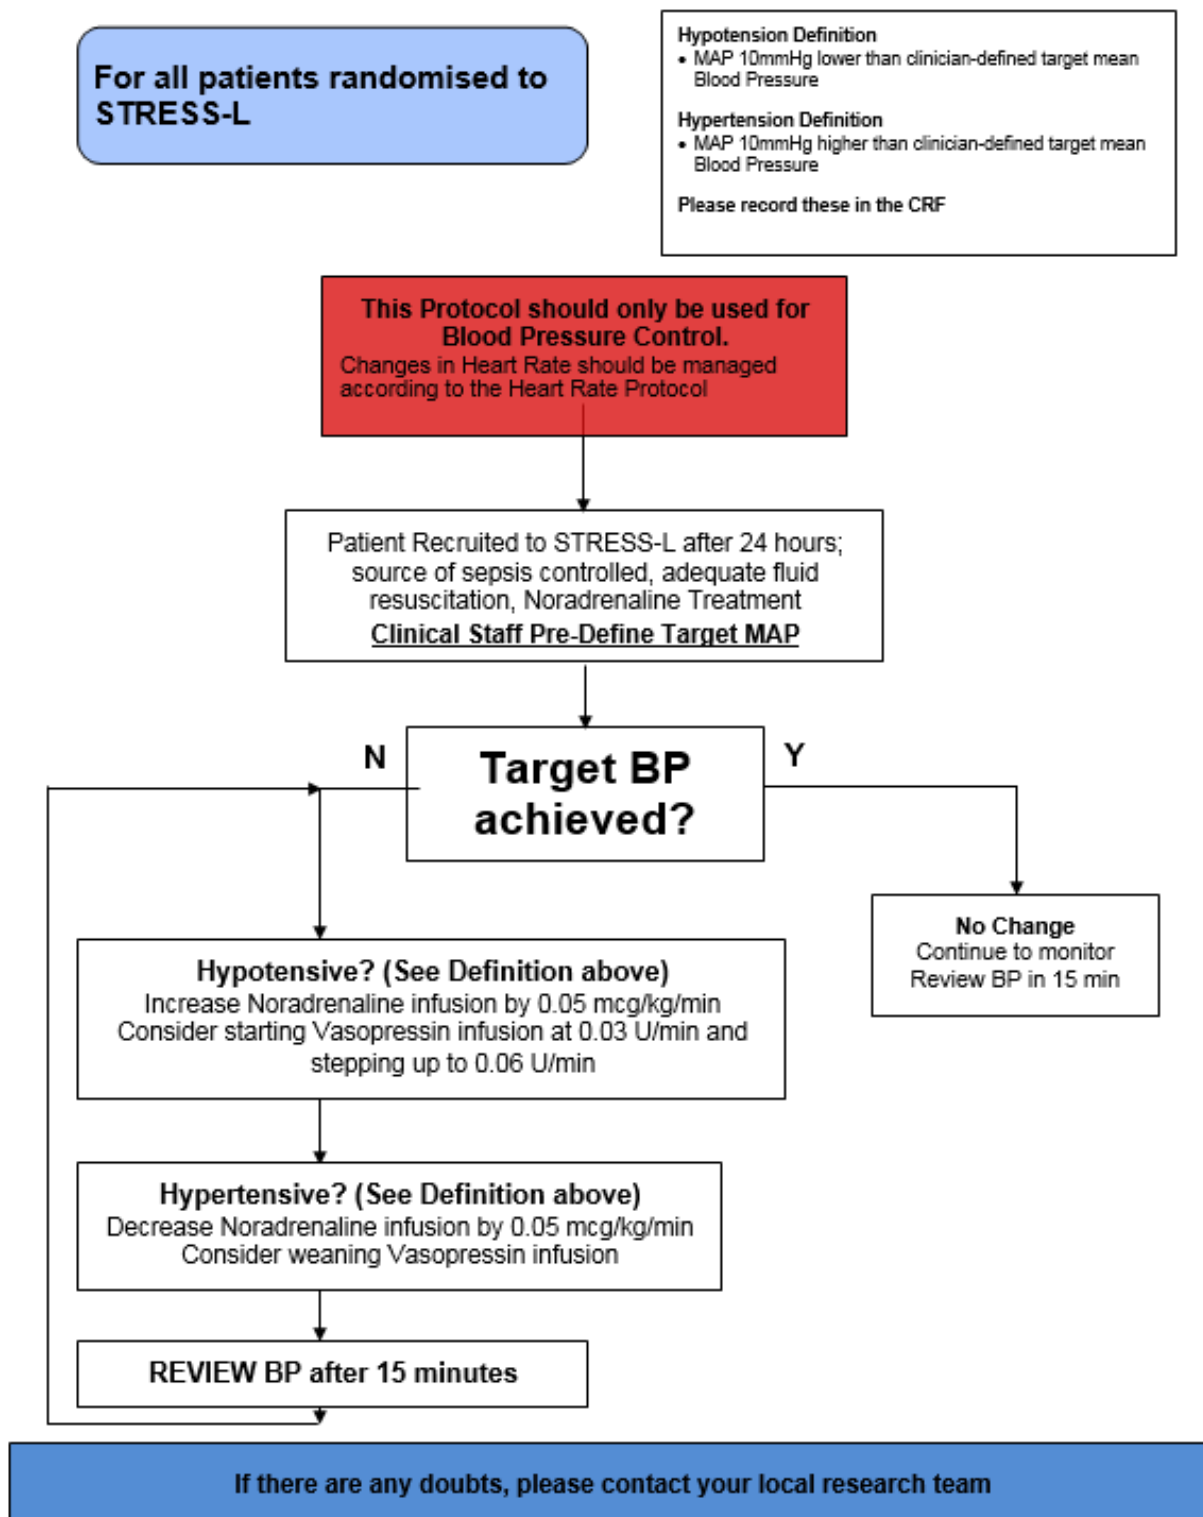 For all patients randomised to
STRESS-L
Hypotension Definition
• MAP 10mmHg lower than clinician-defined target mean
Blood Pressure
Hypertension Definition
• MAP 10mmHg higher than clinician-defined target mean
Blood Pressure
Please record these in the CRF
This Protocol should only be used for
Blood Pressure Control.
Changes in Heart Rate should be managed
according to the Heart Rate Protocol
Patient Recruited to STRESS-L after 24 hours;
source of sepsis controlled, adequate fluid
resuscitation, Noradrenaline Treatment
Clinical Staff Pre-Define Target MAP
N
Target BP
achieved?
Y
No Change
Continue to monitor
Review BP in 15 min
Hypotensive? (See Definition above)
Increase Noradrenaline infusion by 0.05 mcg/kg/min
Consider starting Vasopressin infusion at 0.03 U/min and
stepping up to 0.06 U/min
Hypertensive? (See Definition above)
Decrease Noradrenaline infusion by 0.05 mcg/kg/min
Consider weaning Vasopressin infusion
REVIEW BP after 15 minutes
If there are any doubts, please contact your local research team